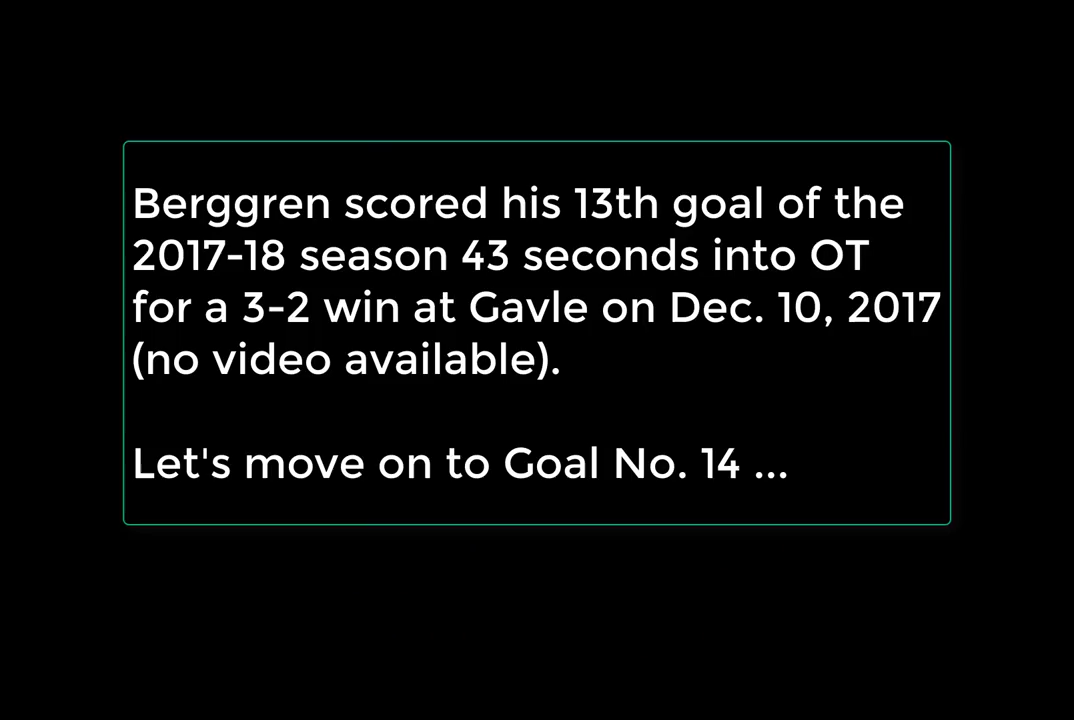 Berggren scored his 13th goal of the
2017-18 season 43 seconds into OT
for a 3-2 win at Gavle on Dec. 10, 2017
(no video available).
Let's move on to Goal No. 14 ...